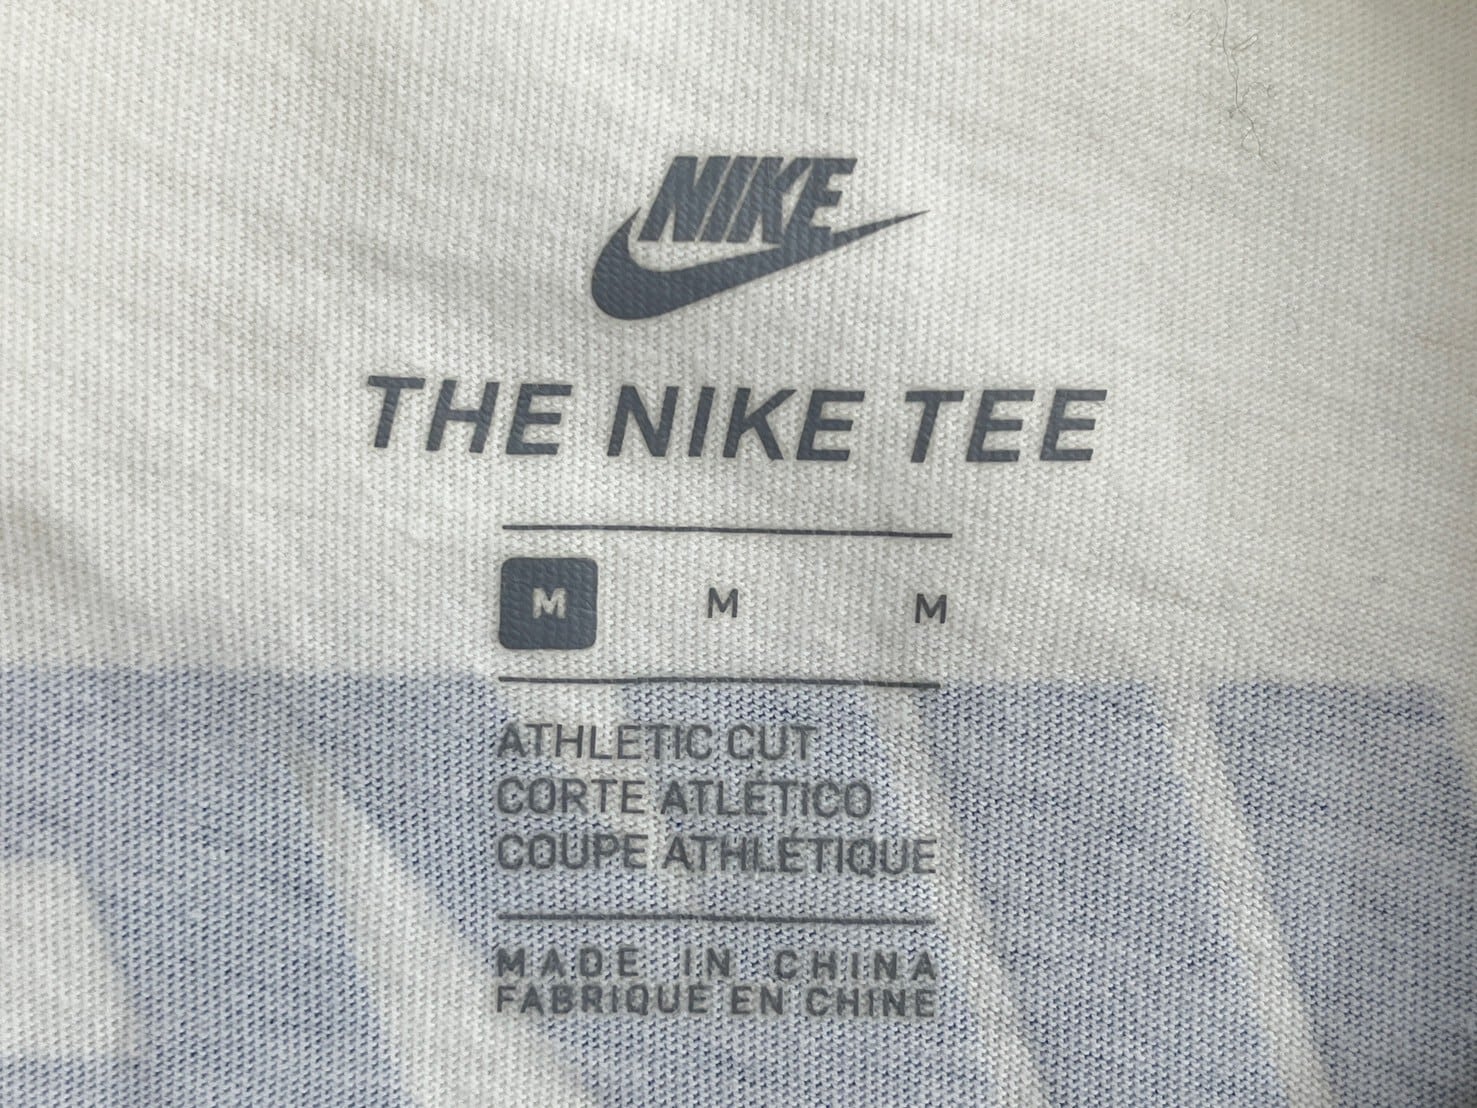 NIKE
THE NIKE TEE
M M M
ATHLETIC CUT
CORTE ATLÉTICO
COUPE ATHLÉTIQUE
MADE IN CHINA
FABRIQUÉ EN CHINE